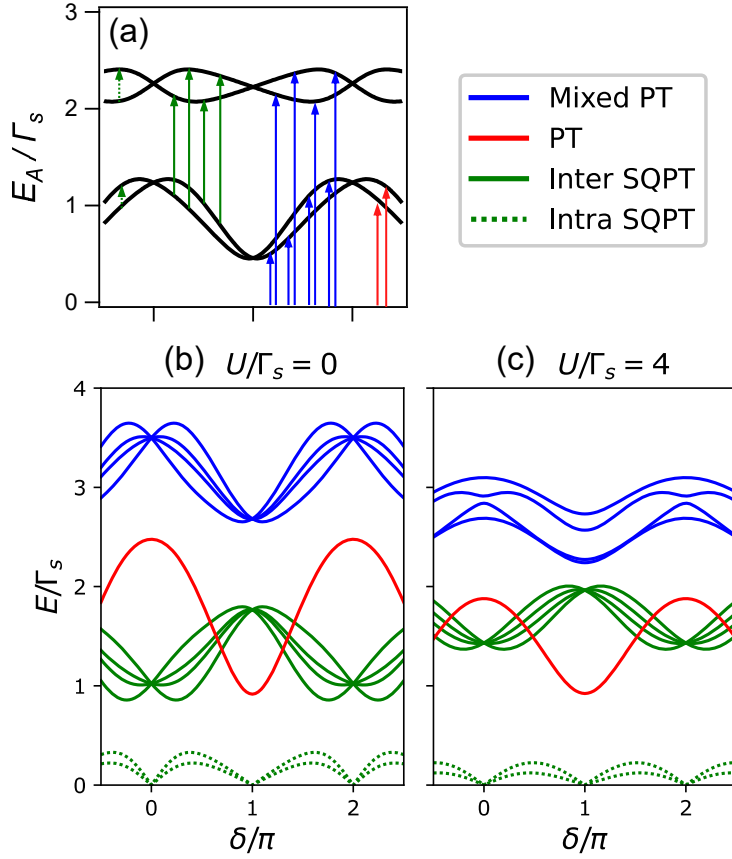 (a)
3
2
1
0
E_A / Γ_s
Mixed PT
PT
Inter SQPT
Intra SQPT
(b) U/Γ_s = 0
(c) U/Γ_s = 4
4
3
2
1
0
E/Γ_s
0 1 2
0 1 2
δ/π
δ/π